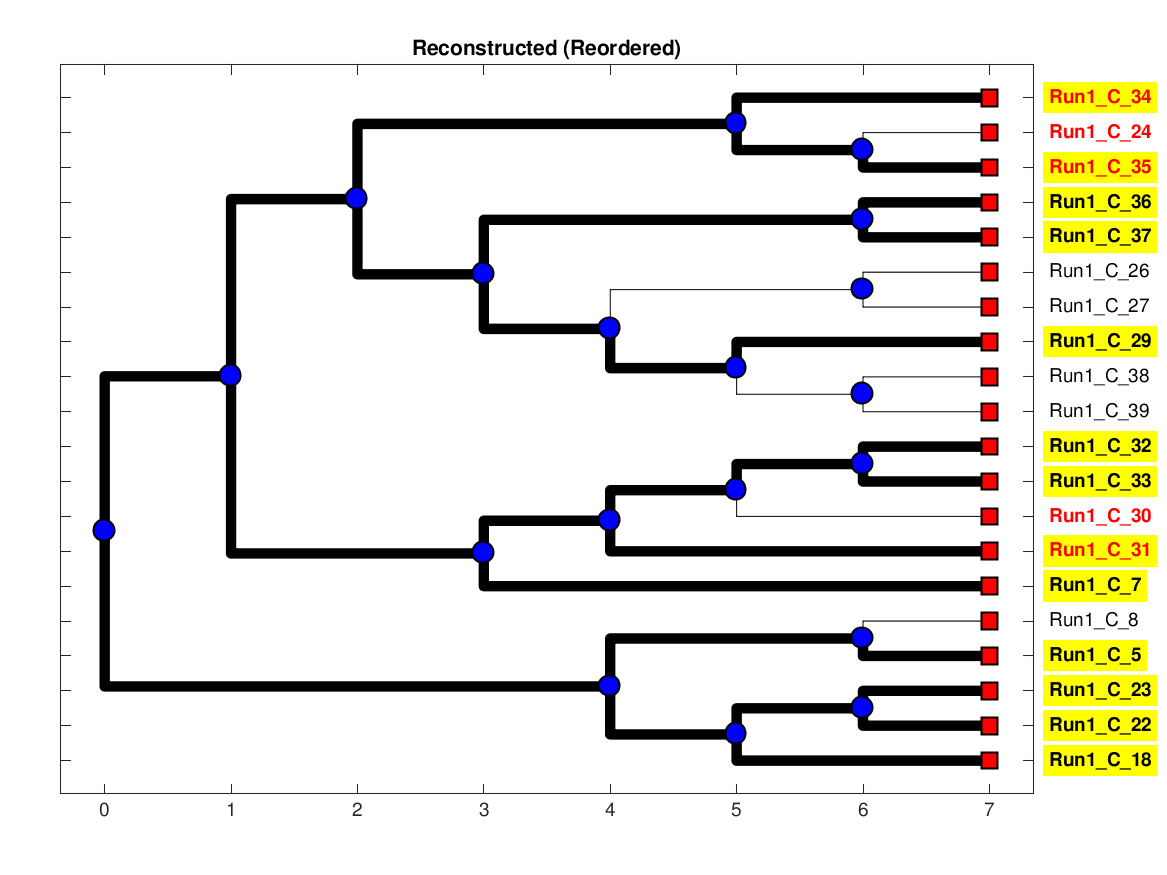 Reconstructed (Reordered)
Run1_C_34
Run1_C_24
Run1_C_35
Run1_C_36
Run1_C_37
Run1_C_26
Run1_C_27
Run1_C_29
Run1_C_38
Run1_C_39
Run1_C_32
Run1_C_33
Run1_C_30
Run1_C_31
Run1_C_7
Run1_C_8
Run1_C_5
Run1_C_23
Run1_C_22
Run1_C_18
0 1 2 3 4 5 6 7